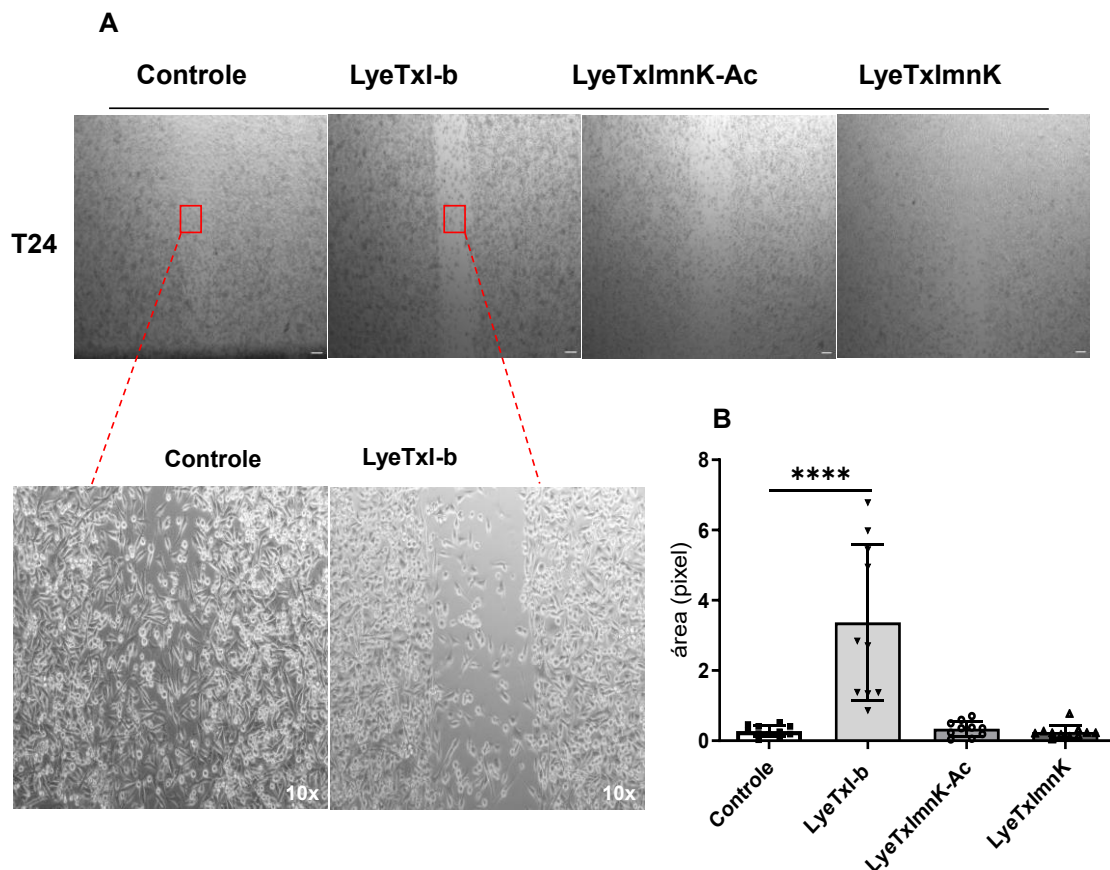 A
Controle
LyeTxI-b
LyeTxImnK-Ac
LyeTxImnK
T24
Controle
LyeTxI-b
10x
10x
B
****
área (pixel)
8
6
4
2
0
Controle
LyeTxI-b
LyeTxImnK-Ac
LyeTxImnK